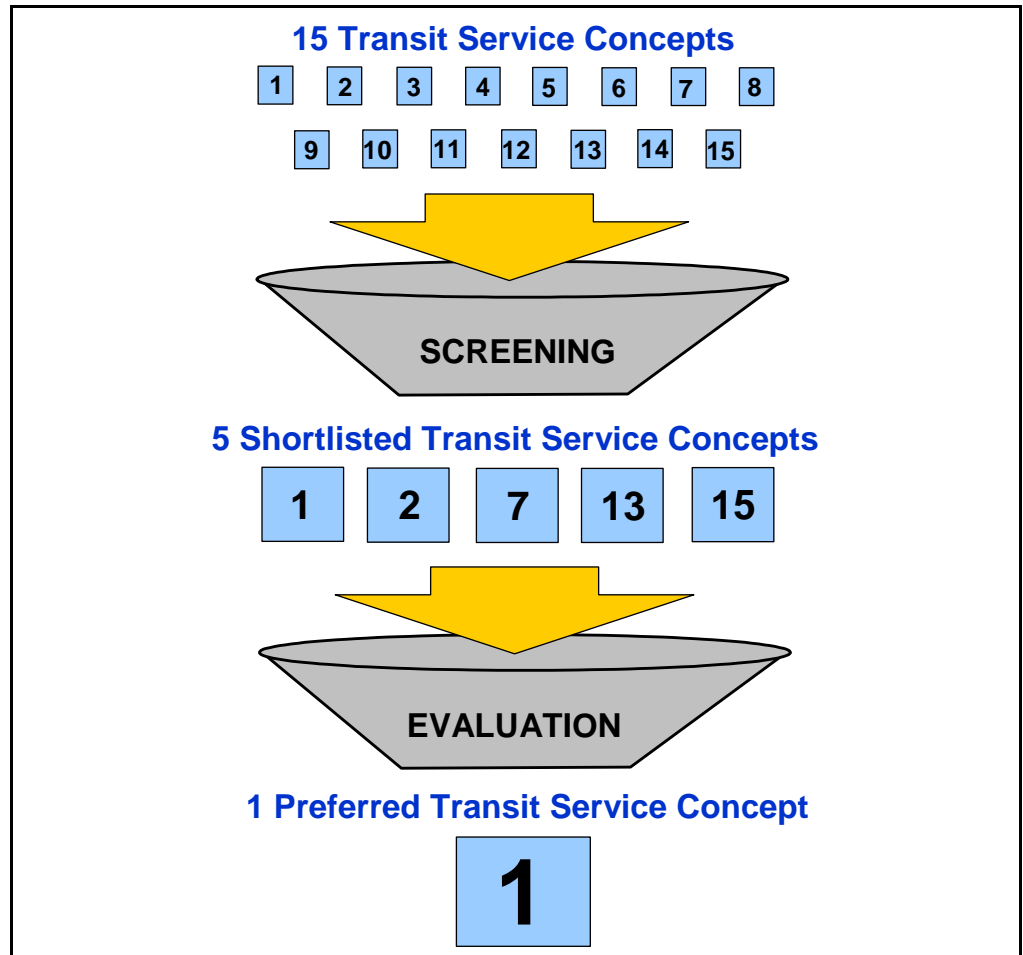 15 Transit Service Concepts
1 2 3 4 5 6 7 8
9 10 11 12 13 14 15
SCREENING
5 Shortlisted Transit Service Concepts
1 2 7 13 15
EVALUATION
1 Preferred Transit Service Concept
1